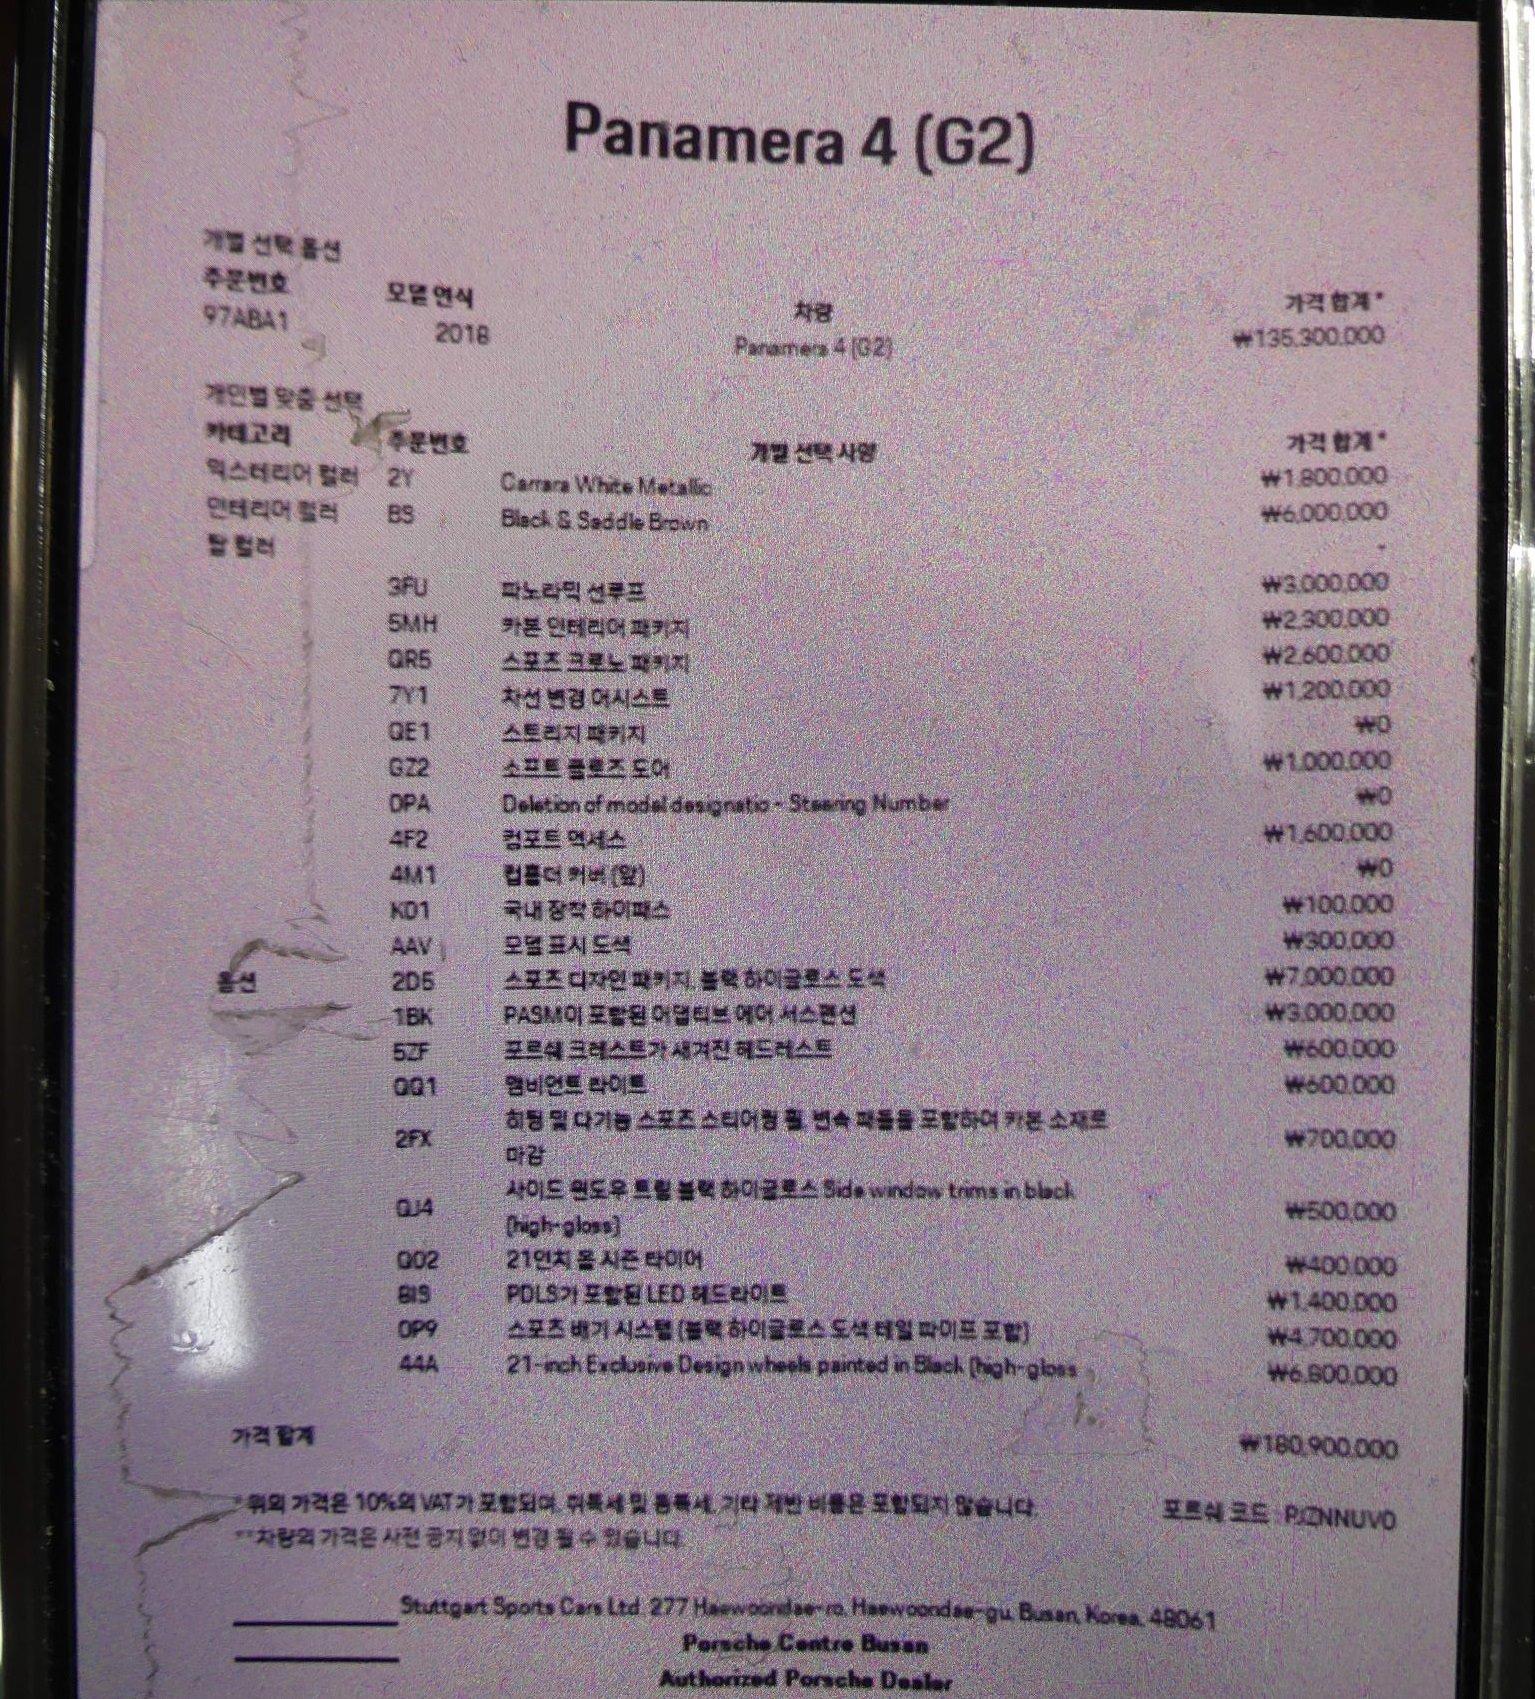 Panamera 4 (G2)
개별 선택 옵션
주문번호 모델 연식 차량 가격 합계*
97ABA1 2018 Panamera 4 (G2) ₩135,300,000
개인별 맞춤 선택
카테고리 주문번호 개별 선택 사양 가격 합계*
익스테리어 컬러 2Y Carrara White Metallic ₩1,800,000
인테리어 컬러 BS Black & Saddle Brown ₩6,000,000
탑 컬러 -
3FU 파노라믹 선루프 ₩3,000,000
5MH 카본 인테리어 패키지 ₩2,300,000
QR5 스포츠 크로노 패키지 ₩2,600,000
7Y1 차선 변경 어시스트 ₩1,200,000
QE1 스토리지 패키지 ₩0
GZ2 소프트 클로즈 도어 ₩1,000,000
0PA Deletion of model designatio - Steering Number ₩0
4F2 컴포트 액세스 ₩1,600,000
4M1 컵홀더 커버 (앞) ₩0
KD1 국내 장착 하이패스 ₩100,000
AAV 모델 표시 도색 ₩300,000
옵션 2D5 스포츠 디자인 패키지, 블랙 하이글로스 도색 ₩7,000,000
1BK PASM이 포함된 어댑티브 에어 서스펜션 ₩3,000,000
5ZF 포르쉐 크레스트가 새겨진 헤드레스트 ₩600,000
QQ1 앰비언트 라이트 ₩600,000
2FX 히팅 및 다기능 스포츠 스티어링 휠, 변속 패들을 포함하여 카본 소재로
마감 ₩700,000
QJ4 사이드 윈도우 트림 블랙 하이글로스 Side window trims in black
(high-gloss) ₩500,000
Q02 21인치 올 시즌 타이어 ₩400,000
8IS PDLS가 포함된 LED 헤드라이트 ₩1,400,000
0P9 스포츠 배기 시스템 (블랙 하이글로스 도색 테일 파이프 포함) ₩4,700,000
44A 21-inch Exclusive Design wheels painted in Black (high-gloss ₩6,800,000
가격 합계 ₩180,900,000
*위의 가격은 10%의 VAT가 포함되며, 취득세 및 등록세, 기타 제반 비용은 포함되지 않습니다. 포르쉐 코드 : PJZNNUV0
**차량의 가격은 사전 공지 없이 변경 될 수 있습니다.
Stuttgart Sports Cars Ltd. 277 Haewoondae-ro, Haewoondae-gu, Busan, Korea, 48061
Porsche Centre Busan
Authorized Porsche Dealer